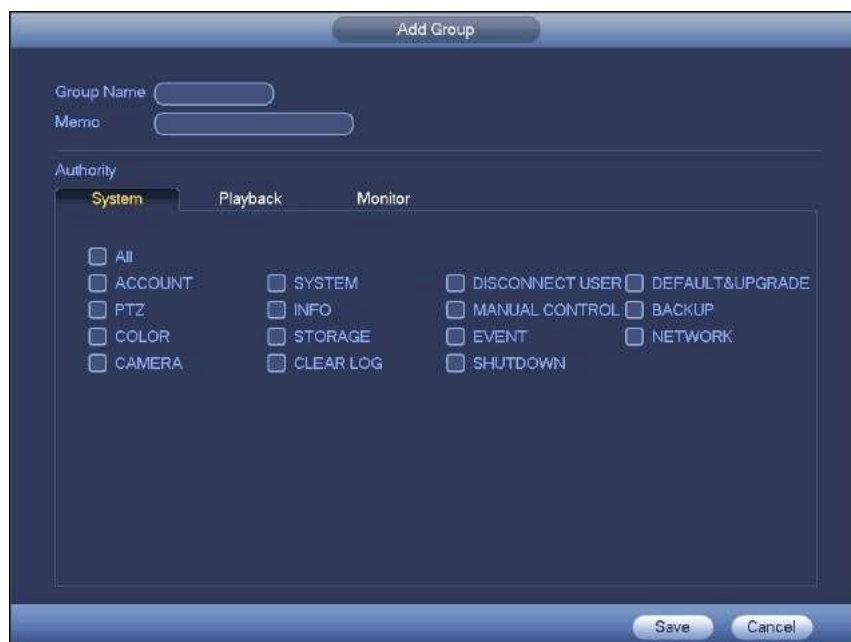 Add Group
Group Name
Memo
Authority
System Playback Monitor
All
ACCOUNT SYSTEM DISCONNECT USER DEFAULT&UPGRADE
PTZ INFO MANUAL CONTROL BACKUP
COLOR STORAGE EVENT NETWORK
CAMERA CLEAR LOG SHUTDOWN
Save Cancel